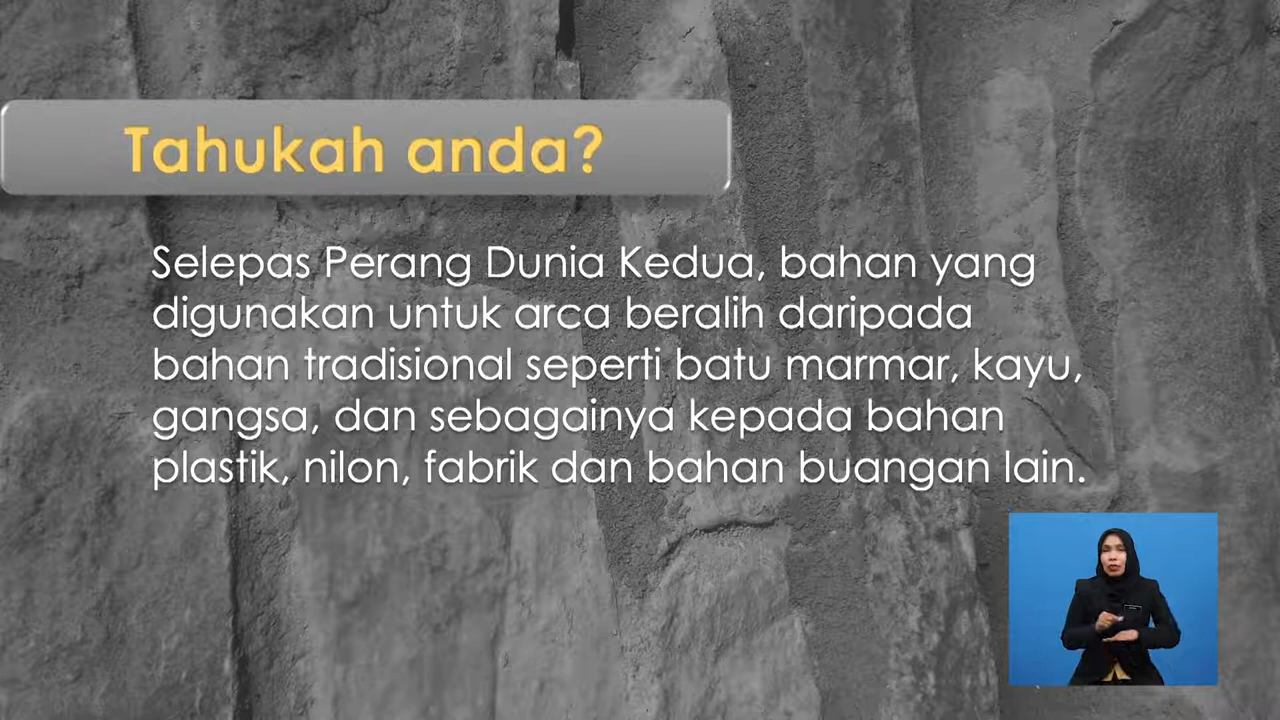 Tahukah anda?
Selepas Perang Dunia Kedua, bahan yang
digunakan untuk arca beralih daripada
bahan tradisional seperti batu marmar, kayu,
gangsa, dan sebagainya kepada bahan
plastik, nilon, fabrik dan bahan buangan lain.